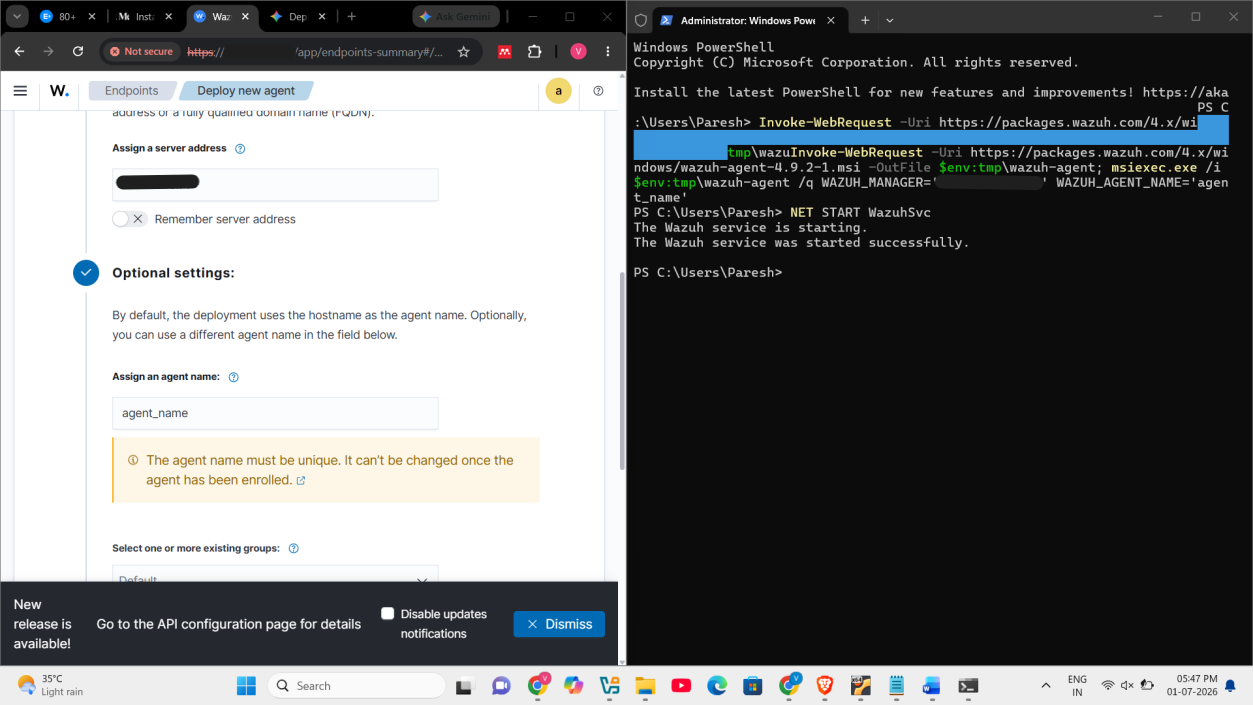 80+
Insta
Waz
Dep
Ask Gemini
Not secure
https://
/app/endpoints-summary#/...
V
W.
Endpoints
Deploy new agent
a
address or a fully qualified domain name (FQDN).
Assign a server address
Remember server address
Optional settings:
By default, the deployment uses the hostname as the agent name. Optionally,
you can use a different agent name in the field below.
Assign an agent name:
agent_name
The agent name must be unique. It can't be changed once the
agent has been enrolled.
Select one or more existing groups:
Default
New
release is
available!
Go to the API configuration page for details
Disable updates
notifications
Dismiss
Administrator: Windows Powe
Windows PowerShell
Copyright (C) Microsoft Corporation. All rights reserved.
Install the latest PowerShell for new features and improvements! https://aka
PS C
:\Users\Paresh> Invoke-WebRequest -Uri https://packages.wazuh.com/4.x/wi
tmp\wazuInvoke-WebRequest -Uri https://packages.wazuh.com/4.x/wi
ndows/wazuh-agent-4.9.2-1.msi -OutFile $env:tmp\wazuh-agent; msiexec.exe /i
$env:tmp\wazuh-agent /q WAZUH_MANAGER=' ' WAZUH_AGENT_NAME='agen
t_name'
PS C:\Users\Paresh> NET START WazuhSvc
The Wazuh service is starting.
The Wazuh service was started successfully.
PS C:\Users\Paresh>
35°C
Light rain
Search
ENG
IN
05:47 PM
01-07-2026